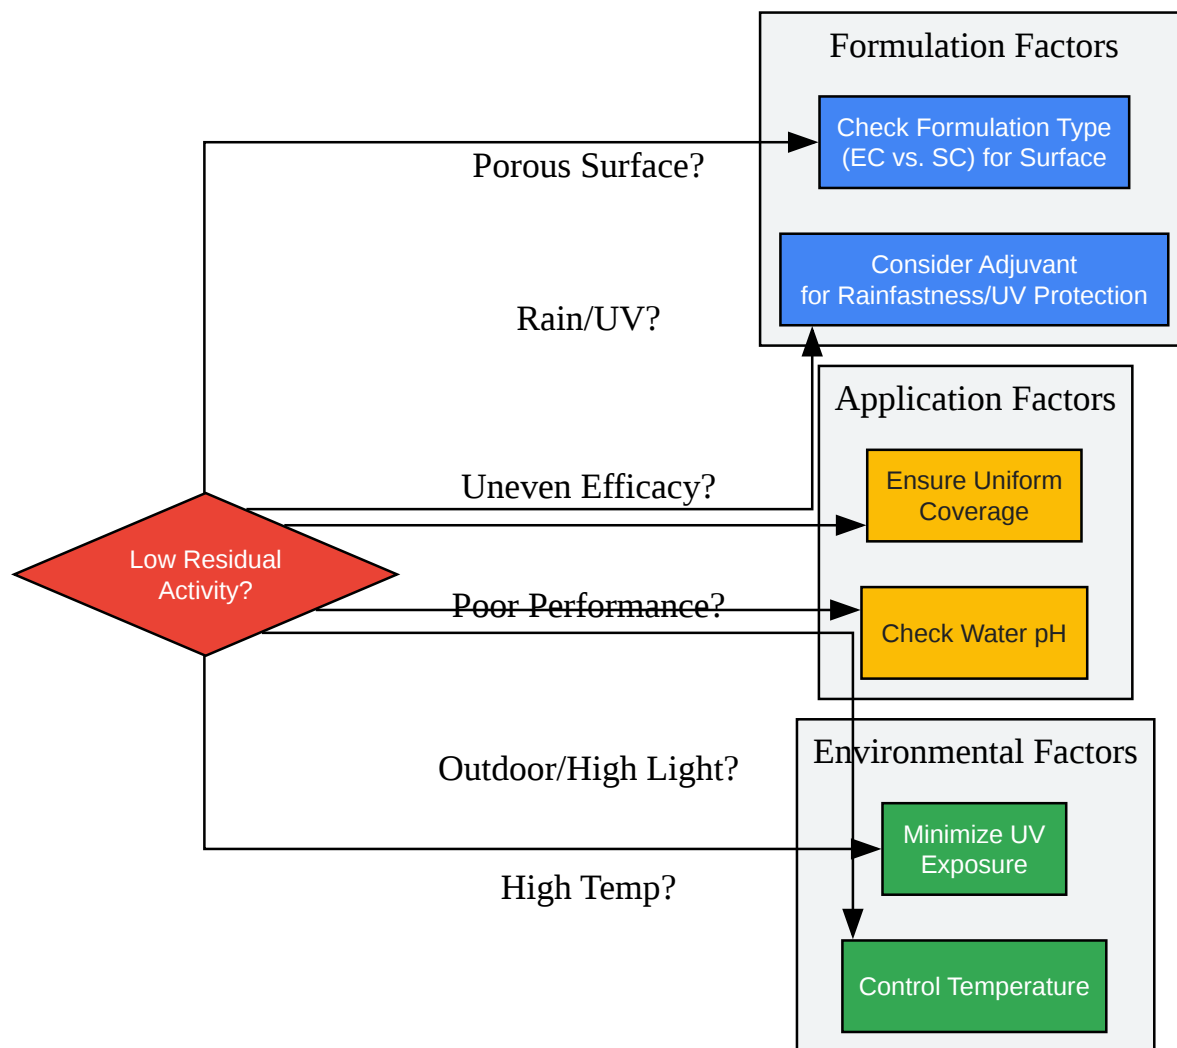 Formulation Factors
Check Formulation Type
(EC vs. SC) for Surface
Porous Surface?
Consider Adjuvant
for Rainfastness/UV Protection
Rain/UV?
Application Factors
Ensure Uniform
Coverage
Uneven Efficacy?
Low Residual
Activity?
Poor Performance?
Check Water pH
Environmental Factors
Outdoor/High Light?
Minimize UV
Exposure
High Temp?
Control Temperature